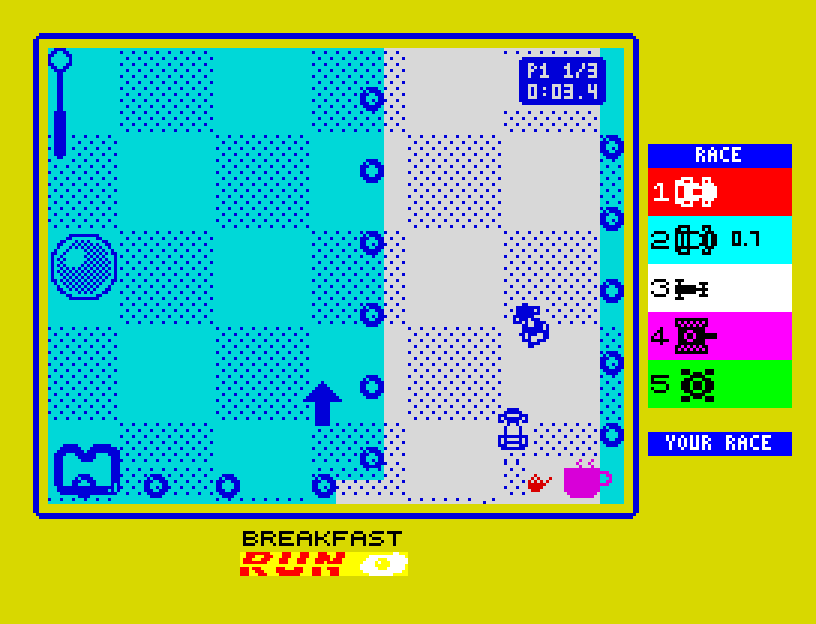 P1 1/3
0:03.4
RACE
1
2 0.7
3
4
5
YOUR RACE
BREAKFAST
RUN